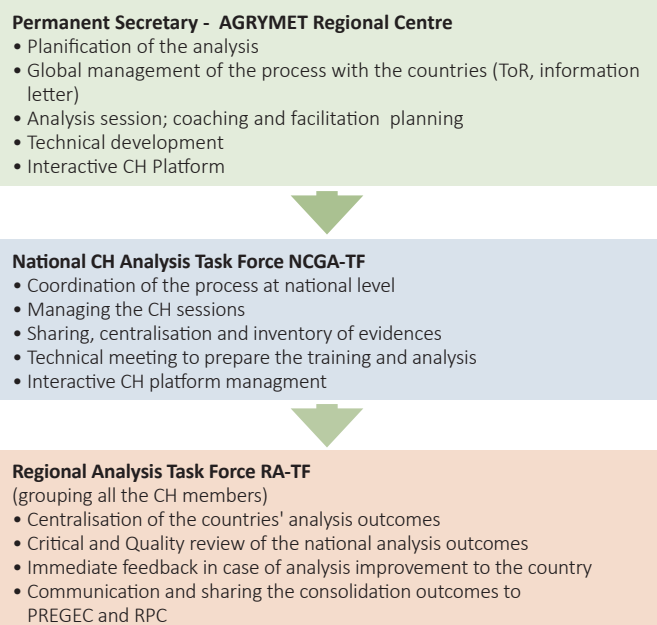 Permanent Secretary - AGRYMET Regional Centre
• Planification of the analysis
• Global management of the process with the countries (ToR, information
letter)
• Analysis session; coaching and facilitation planning
• Technical development
• Interactive CH Platform
National CH Analysis Task Force NCGA-TF
• Coordination of the process at national level
• Managing the CH sessions
• Sharing, centralisation and inventory of evidences
• Technical meeting to prepare the training and analysis
• Interactive CH platform managment
Regional Analysis Task Force RA-TF
(grouping all the CH members)
• Centralisation of the countries' analysis outcomes
• Critical and Quality review of the national analysis outcomes
• Immediate feedback in case of analysis improvement to the country
• Communication and sharing the consolidation outcomes to
PREGEC and RPC